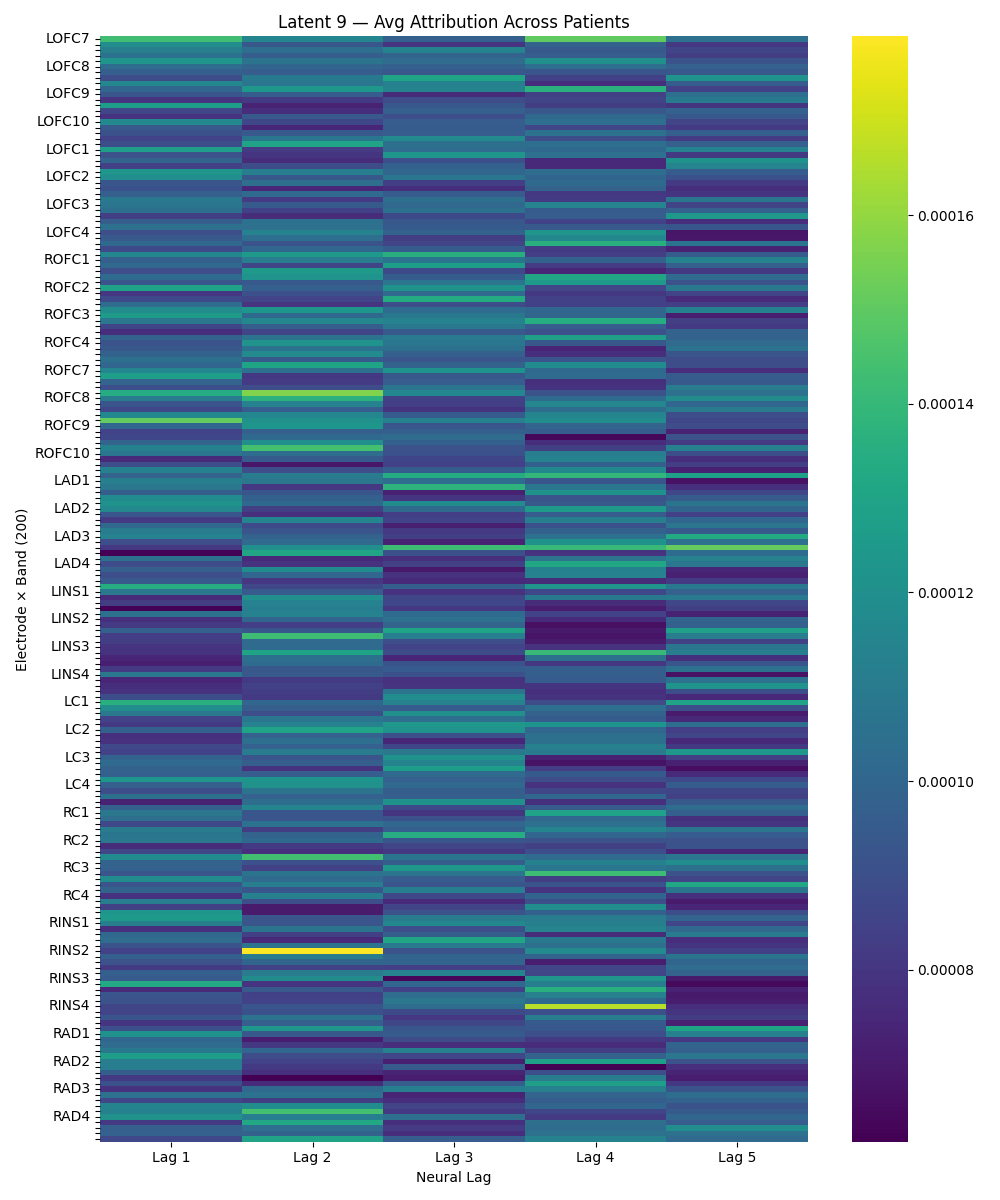 Latent 9 — Avg Attribution Across Patients
LOFC7
LOFC8
LOFC9
LOFC10
LOFC1
LOFC2
LOFC3
LOFC4
ROFC1
ROFC2
ROFC3
ROFC4
ROFC7
ROFC8
ROFC9
ROFC10
LAD1
LAD2
LAD3
LAD4
LINS1
LINS2
LINS3
LINS4
LC1
LC2
LC3
LC4
RC1
RC2
RC3
RC4
RINS1
RINS2
RINS3
RINS4
RAD1
RAD2
RAD3
RAD4
Electrode × Band (200)
Lag 1 Lag 2 Lag 3 Lag 4 Lag 5
Neural Lag
0.00016
0.00014
0.00012
0.00010
0.00008